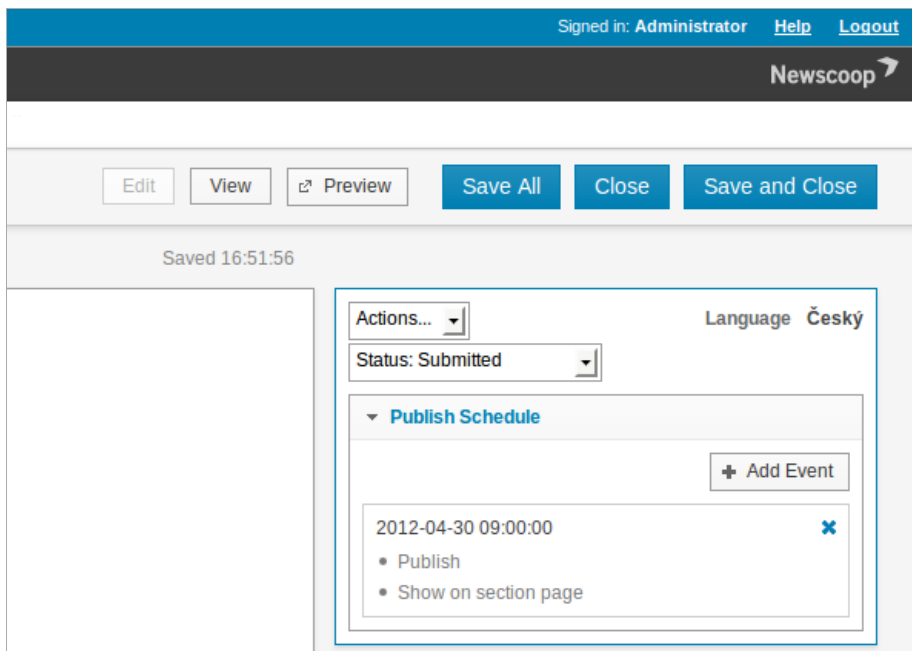 Signed in: Administrator Help Logout
Newscoop
Edit View Preview Save All Close Save and Close
Saved 16:51:56
Actions... Language Český
Status: Submitted
Publish Schedule
Add Event
2012-04-30 09:00:00
Publish
Show on section page